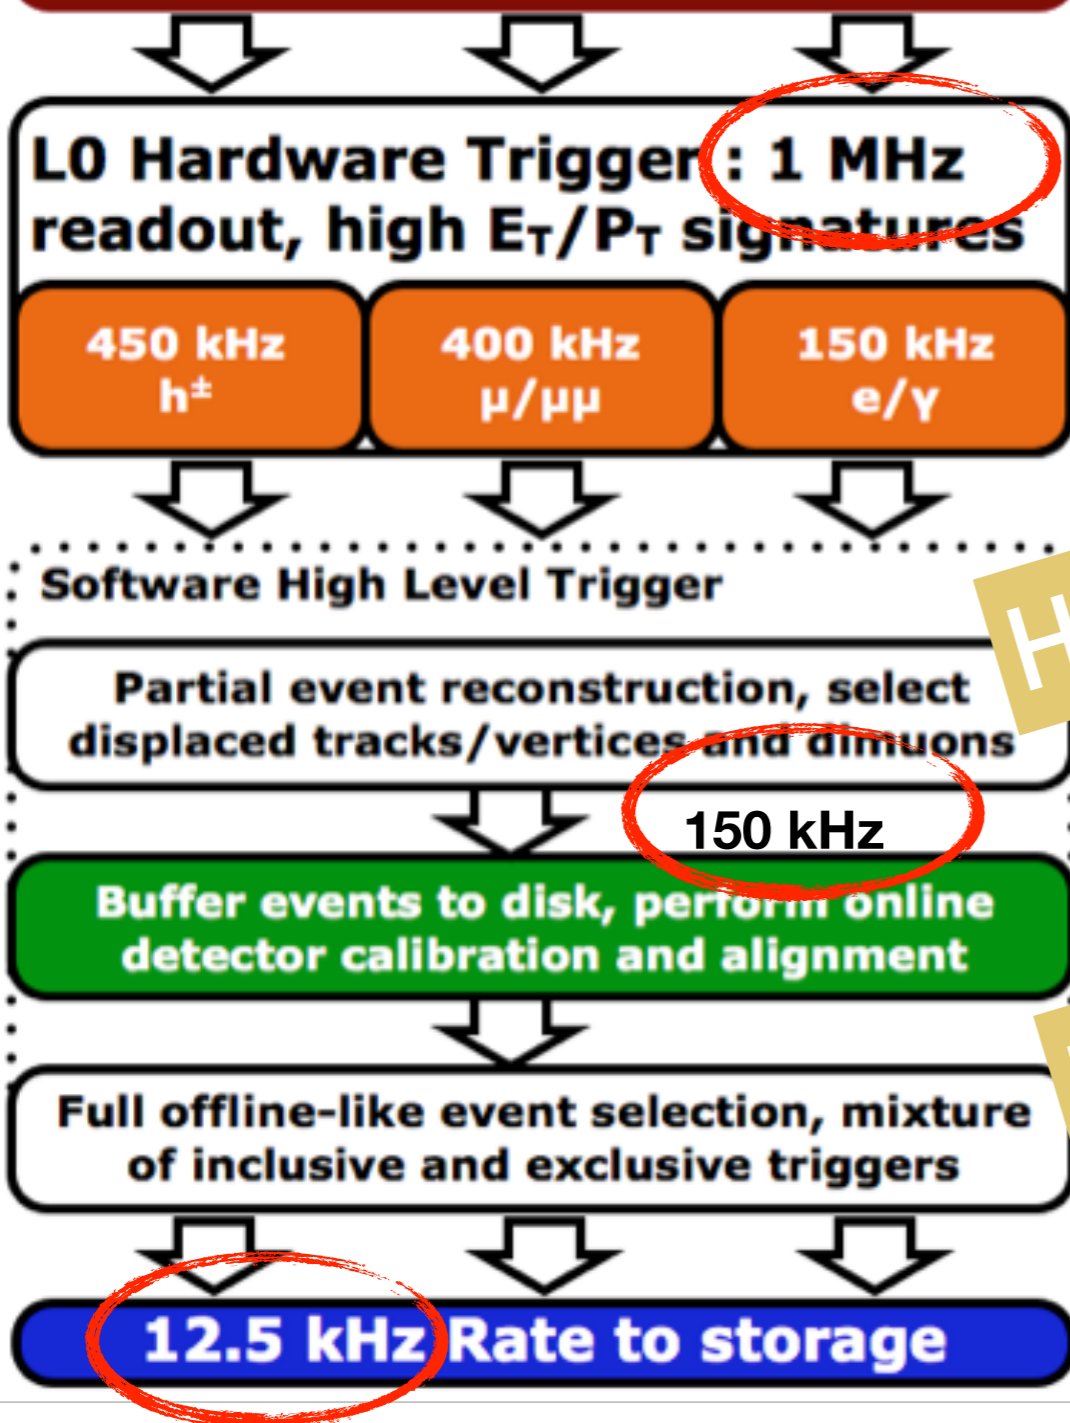 L0 Hardware Trigger : 1 MHz
readout, high Eᴛ/Pᴛ signatures
450 kHz
h±
400 kHz
μ/μμ
150 kHz
e/γ
Software High Level Trigger
H
Partial event reconstruction, select
displaced tracks/vertices and dimuons
150 kHz
Buffer events to disk, perform online
detector calibration and alignment
Full offline-like event selection, mixture
of inclusive and exclusive triggers
12.5 kHz Rate to storage